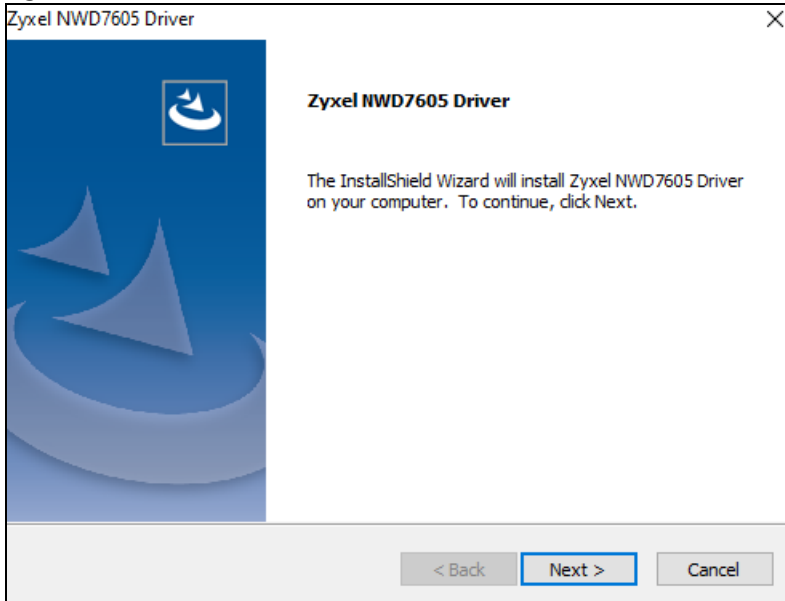 Zyxel NWD7605 Driver
Zyxel NWD7605 Driver
The InstallShield Wizard will install Zyxel NWD7605 Driver
on your computer. To continue, click Next.
< Back Next > Cancel